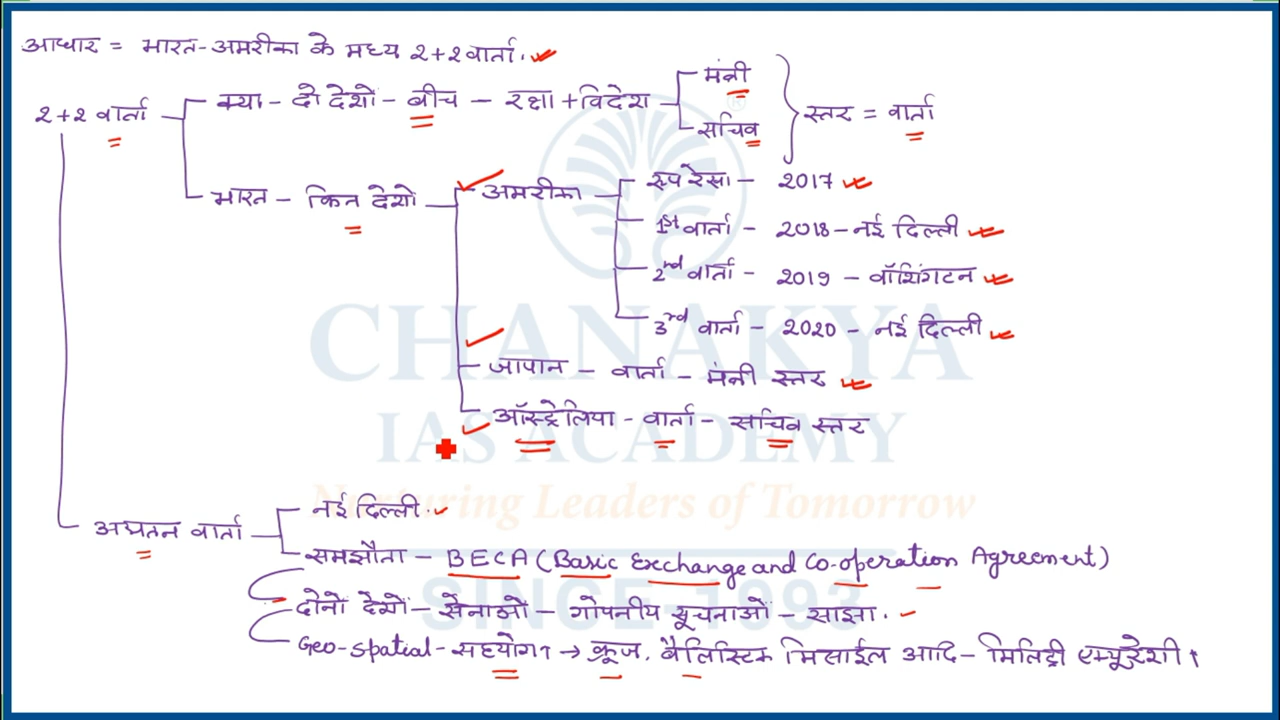 आधार = भारत-अमरीका के मध्य 2+2 वार्ता.
2+2 वार्ता
क्या - दो देशो - बीच - रक्षा + विदेश
मंत्री
सचिव
स्तर = वार्ता
भारत - किन देशो
अमरीका
रूपरेखा - 2017
1st वार्ता - 2018 - नई दिल्ली
2nd वार्ता - 2019 - वॉशिंगटन
3rd वार्ता - 2020 - नई दिल्ली
जापान - वार्ता - मंत्री स्तर
ऑस्ट्रेलिया - वार्ता - सचिव स्तर
अद्यतन वार्ता
नई दिल्ली.
समझौता - BECA (Basic Exchange and Co-operation Agreement)
दोनो देशों - सेनाओं - गोपनीय सूचनाओं - साझा.
Geo-spatial - सहयोग। → क्रूज, बैलिस्टिक मिसाईल आदि - मिलिट्री एक्यूरेशी।
CHANAKYA
IAS ACADEMY
Nurturing Leaders of Tomorrow
SINCE-1993